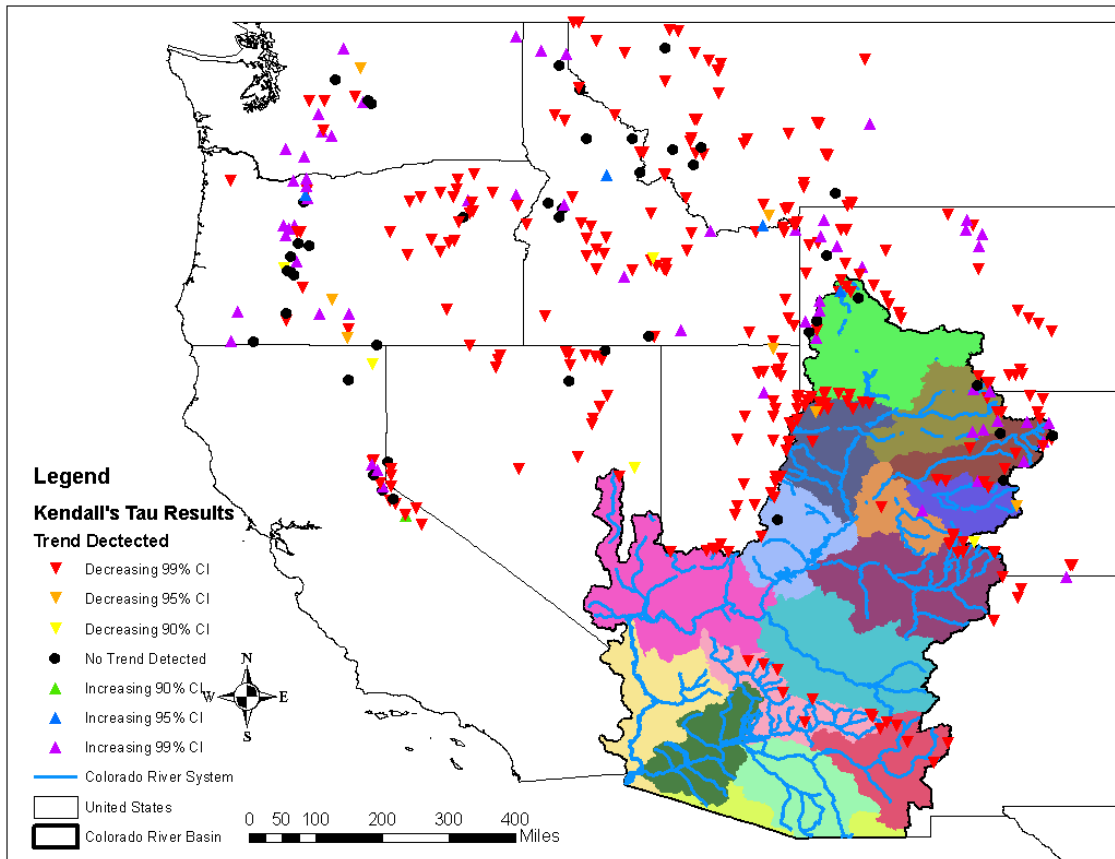 Legend
Kendall's Tau Results
Trend Dectected
Decreasing 99% CI
Decreasing 95% CI
Decreasing 90% CI
No Trend Detected
Increasing 90% CI
Increasing 95% CI
Increasing 99% CI
Colorado River System
United States
Colorado River Basin
N
W E
S
0 50 100 200 300 400
Miles